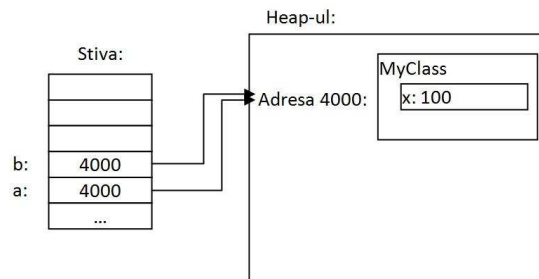 Heap-ul:
Stiva:
MyClass
x: 100
Adresa 4000:
b: 4000
a: 4000
...